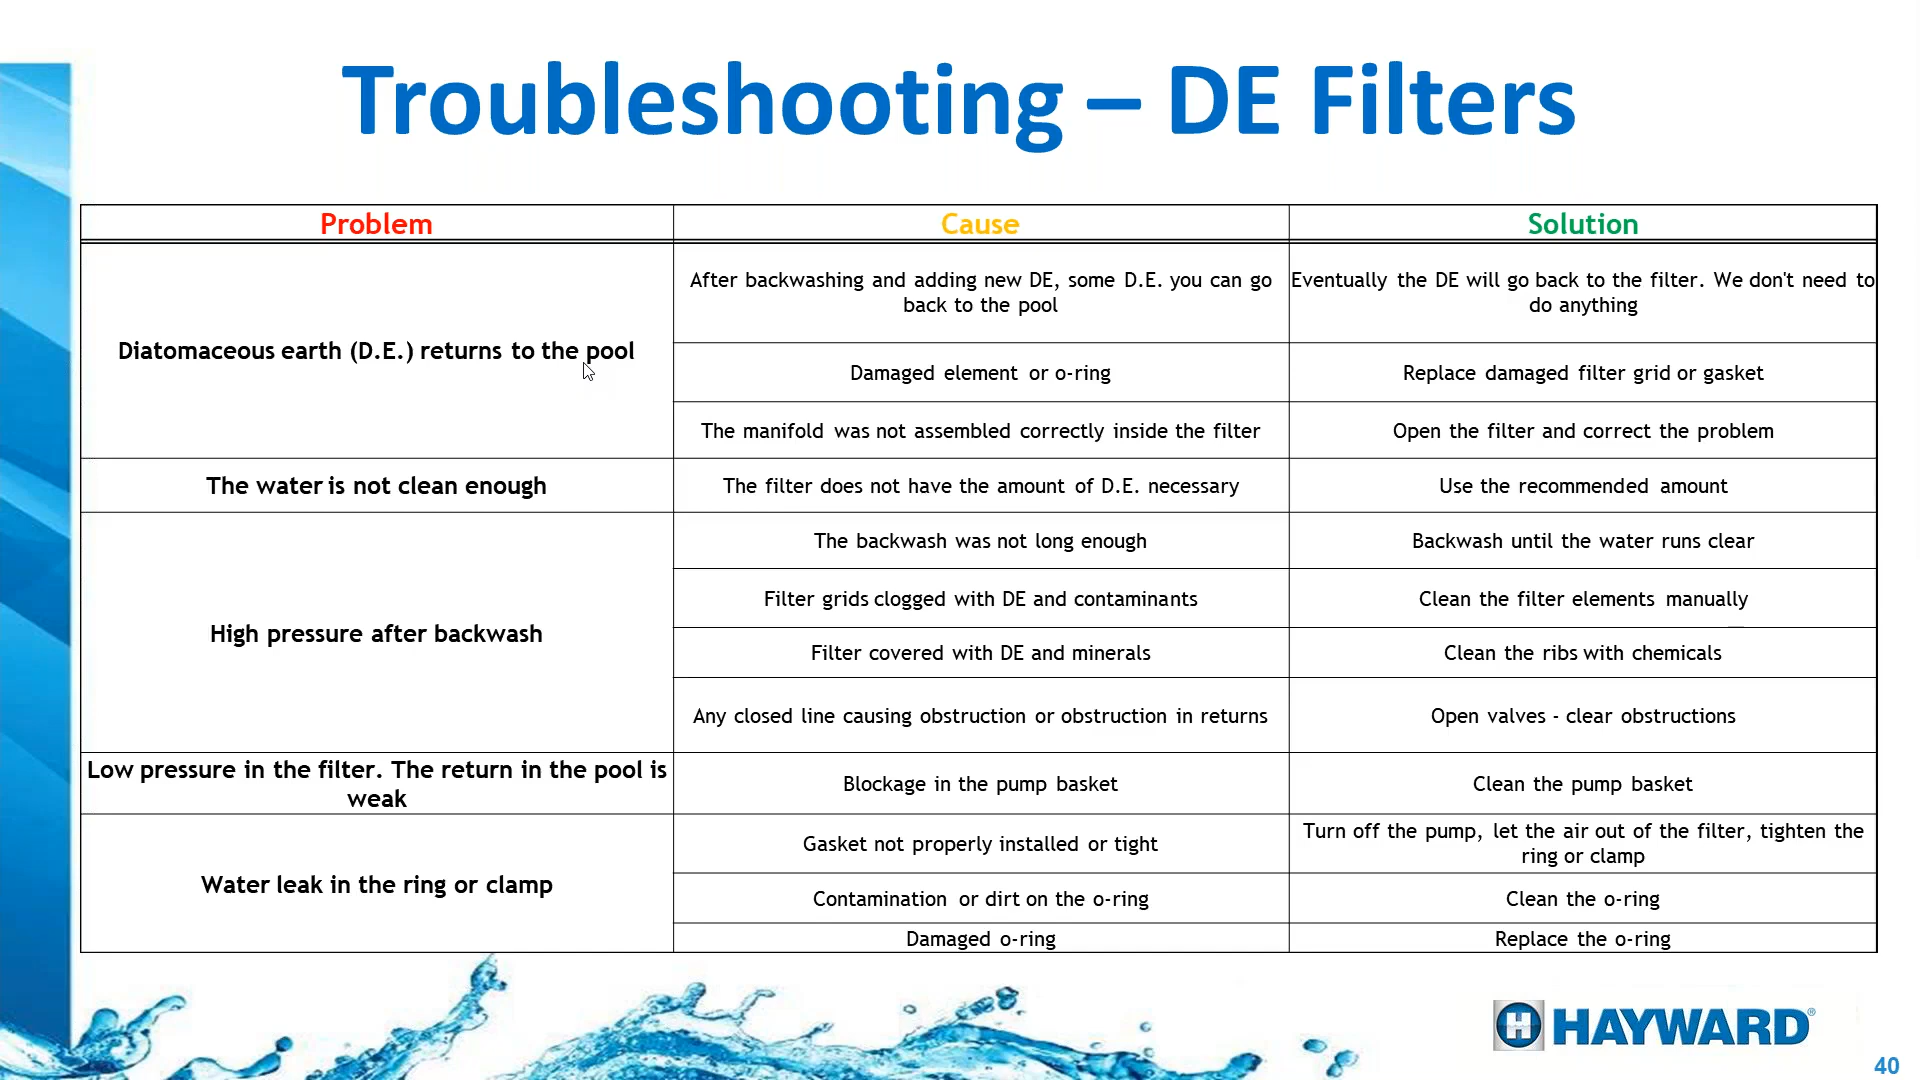 Troubleshooting – DE Filters
Problem
Cause
Solution
Diatomaceous earth (D.E.) returns to the pool
After backwashing and adding new DE, some D.E. you can go
back to the pool
Eventually the DE will go back to the filter. We don't need to
do anything
Damaged element or o-ring
Replace damaged filter grid or gasket
The manifold was not assembled correctly inside the filter
Open the filter and correct the problem
The water is not clean enough
The filter does not have the amount of D.E. necessary
Use the recommended amount
High pressure after backwash
The backwash was not long enough
Backwash until the water runs clear
Filter grids clogged with DE and contaminants
Clean the filter elements manually
Filter covered with DE and minerals
Clean the ribs with chemicals
Any closed line causing obstruction or obstruction in returns
Open valves - clear obstructions
Low pressure in the filter. The return in the pool is
weak
Blockage in the pump basket
Clean the pump basket
Water leak in the ring or clamp
Gasket not properly installed or tight
Turn off the pump, let the air out of the filter, tighten the
ring or clamp
Contamination or dirt on the o-ring
Clean the o-ring
Damaged o-ring
Replace the o-ring
H HAYWARD®
40